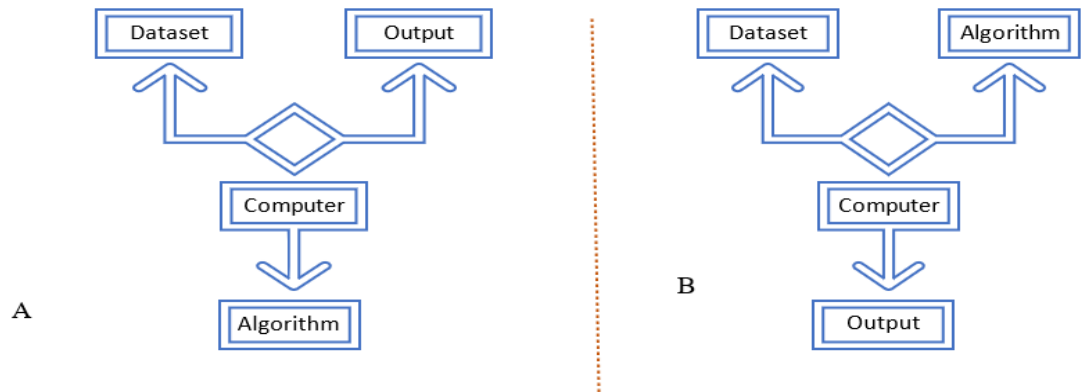 Dataset
Output
Computer
Algorithm
A
Dataset
Algorithm
Computer
Output
B